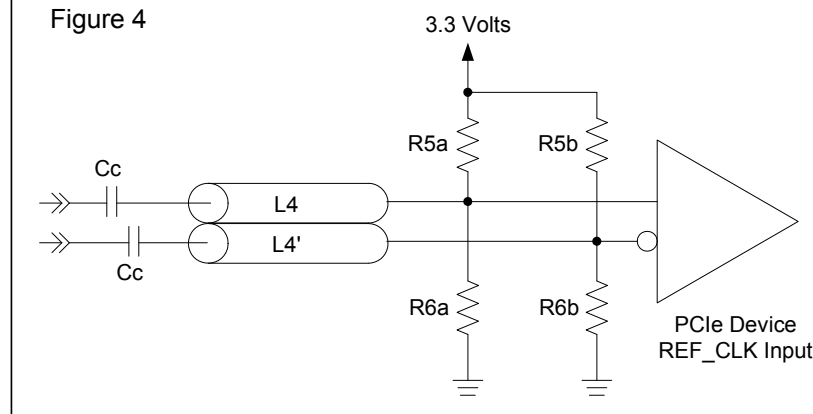 Figure 4
3.3 Volts
R5a
R5b
Cc
L4
L4'
Cc
R6a
R6b
PCIe Device
REF_CLK Input